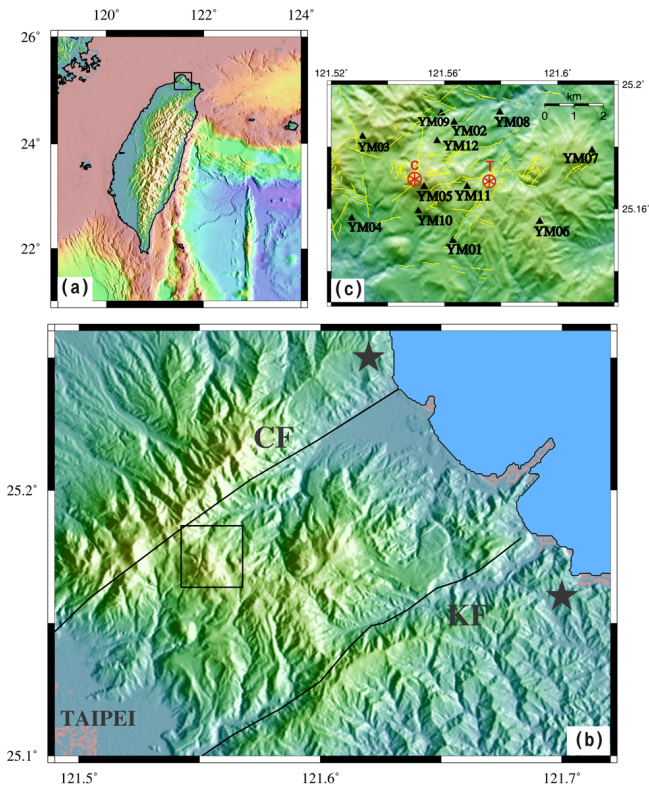 120° 122° 124°
26°
24°
22°
(a)
121.52° 121.56° 121.6°
25.2°
25.16°
km
0 1 2
YM09
YM02
YM08
YM03
YM12
YM07
C
T
YM05
YM11
YM10
YM04
YM06
YM01
(c)
CF
KF
TAIPEI
25.2°
25.1°
121.5° 121.6° 121.7°
(b)